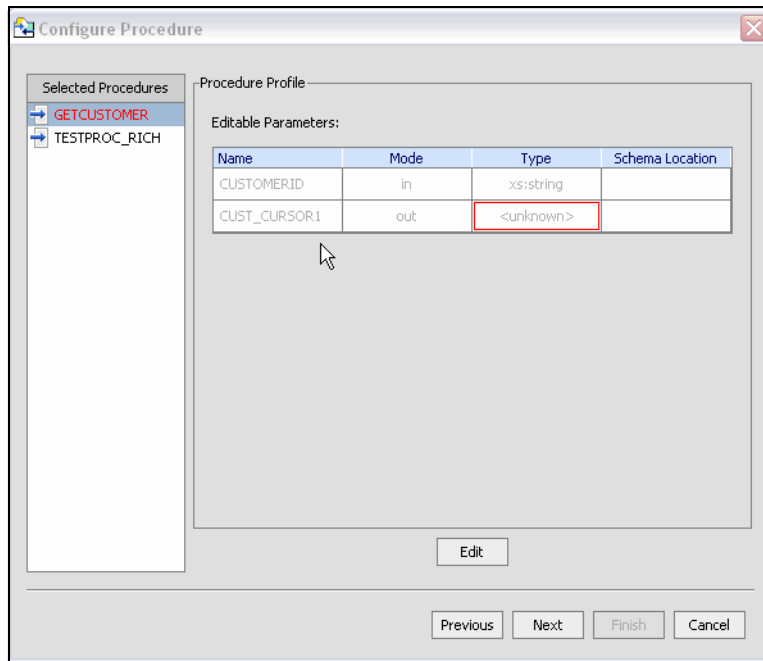 Configure Procedure
Selected Procedures
GETCUSTOMER
TESTPROC_RICH
Procedure Profile
Editable Parameters:
Name Mode Type Schema Location
CUSTOMERID in xs:string
CUST_CURSOR1 out <unknown>
Edit
Previous Next Finish Cancel